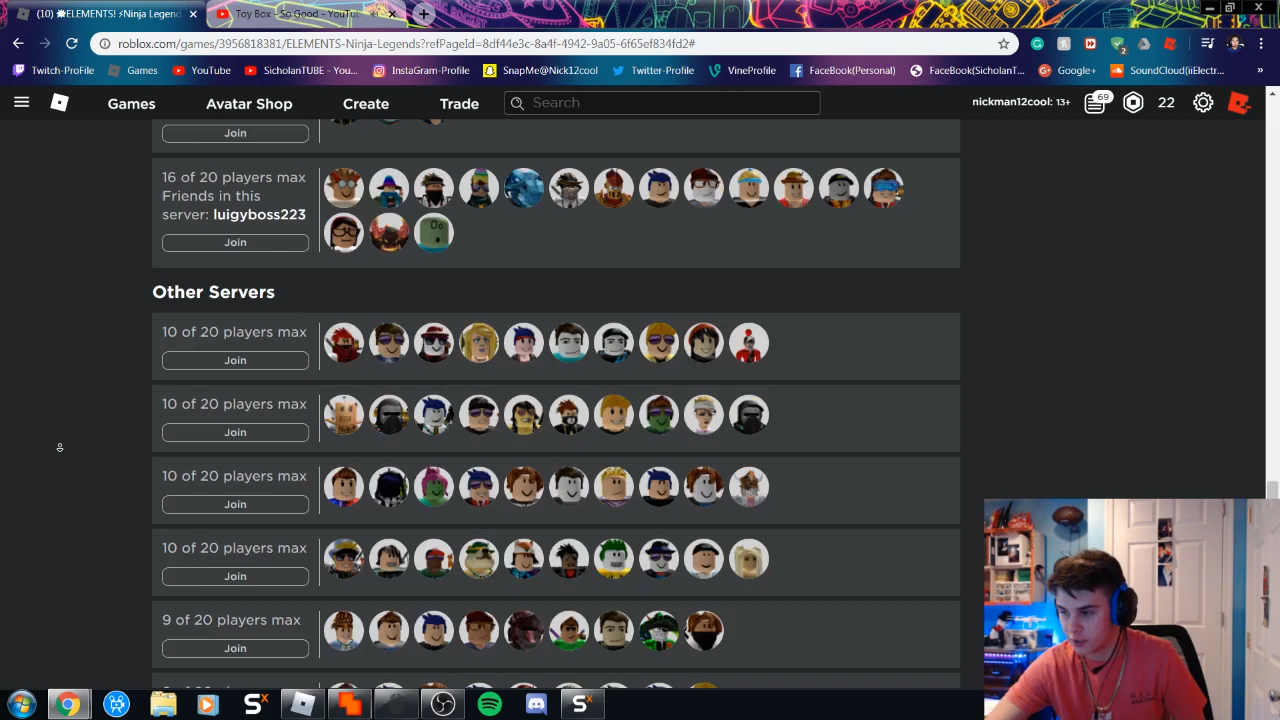 (10) ✸ELEMENTS! ⚡Ninja Legends
Toy Box - So Good - YouTu
roblox.com/games/3956818381/ELEMENTS-Ninja-Legends?refPageId=8df44e3c-8a4f-4942-9a05-6f65ef834fd2#
Twitch-ProFile
Games
YouTube
SicholanTUBE - You...
InstaGram-Profile
SnapMe@Nick12cool
Twitter-Profile
VineProfile
FaceBook(Personal)
FaceBook(SicholanT...
Google+
SoundCloud(iiElectr...
»
Games
Avatar Shop
Create
Trade
Search
nickman12cool: 13+
69
22
Join
16 of 20 players max
Friends in this
server: luigyboss223
Join
Other Servers
10 of 20 players max
Join
10 of 20 players max
Join
10 of 20 players max
Join
10 of 20 players max
Join
9 of 20 players max
Join